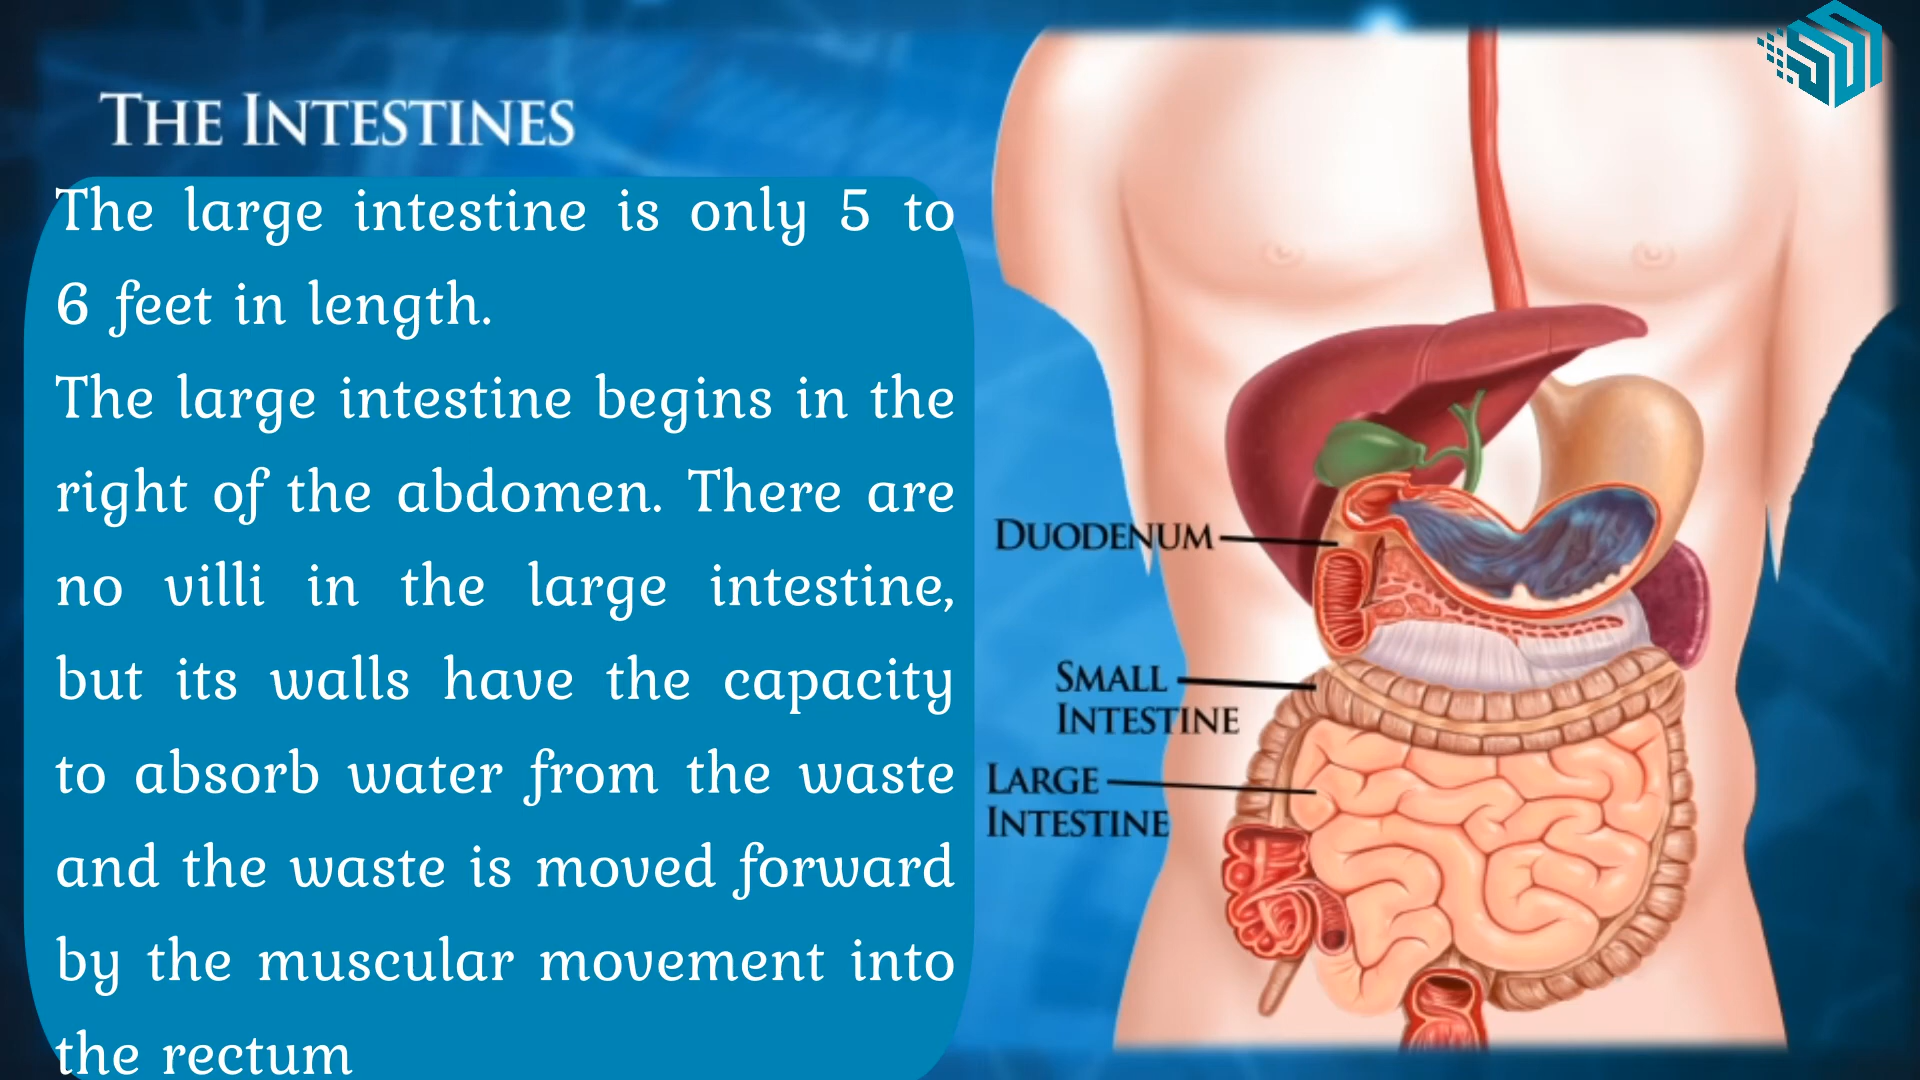 THE INTESTINES
The large intestine is only 5 to
6 feet in length.
The large intestine begins in the
right of the abdomen. There are
no villi in the large intestine,
but its walls have the capacity
to absorb water from the waste
and the waste is moved forward
by the muscular movement into
the rectum
DUODENUM
SMALL
INTESTINE
LARGE
INTESTINE